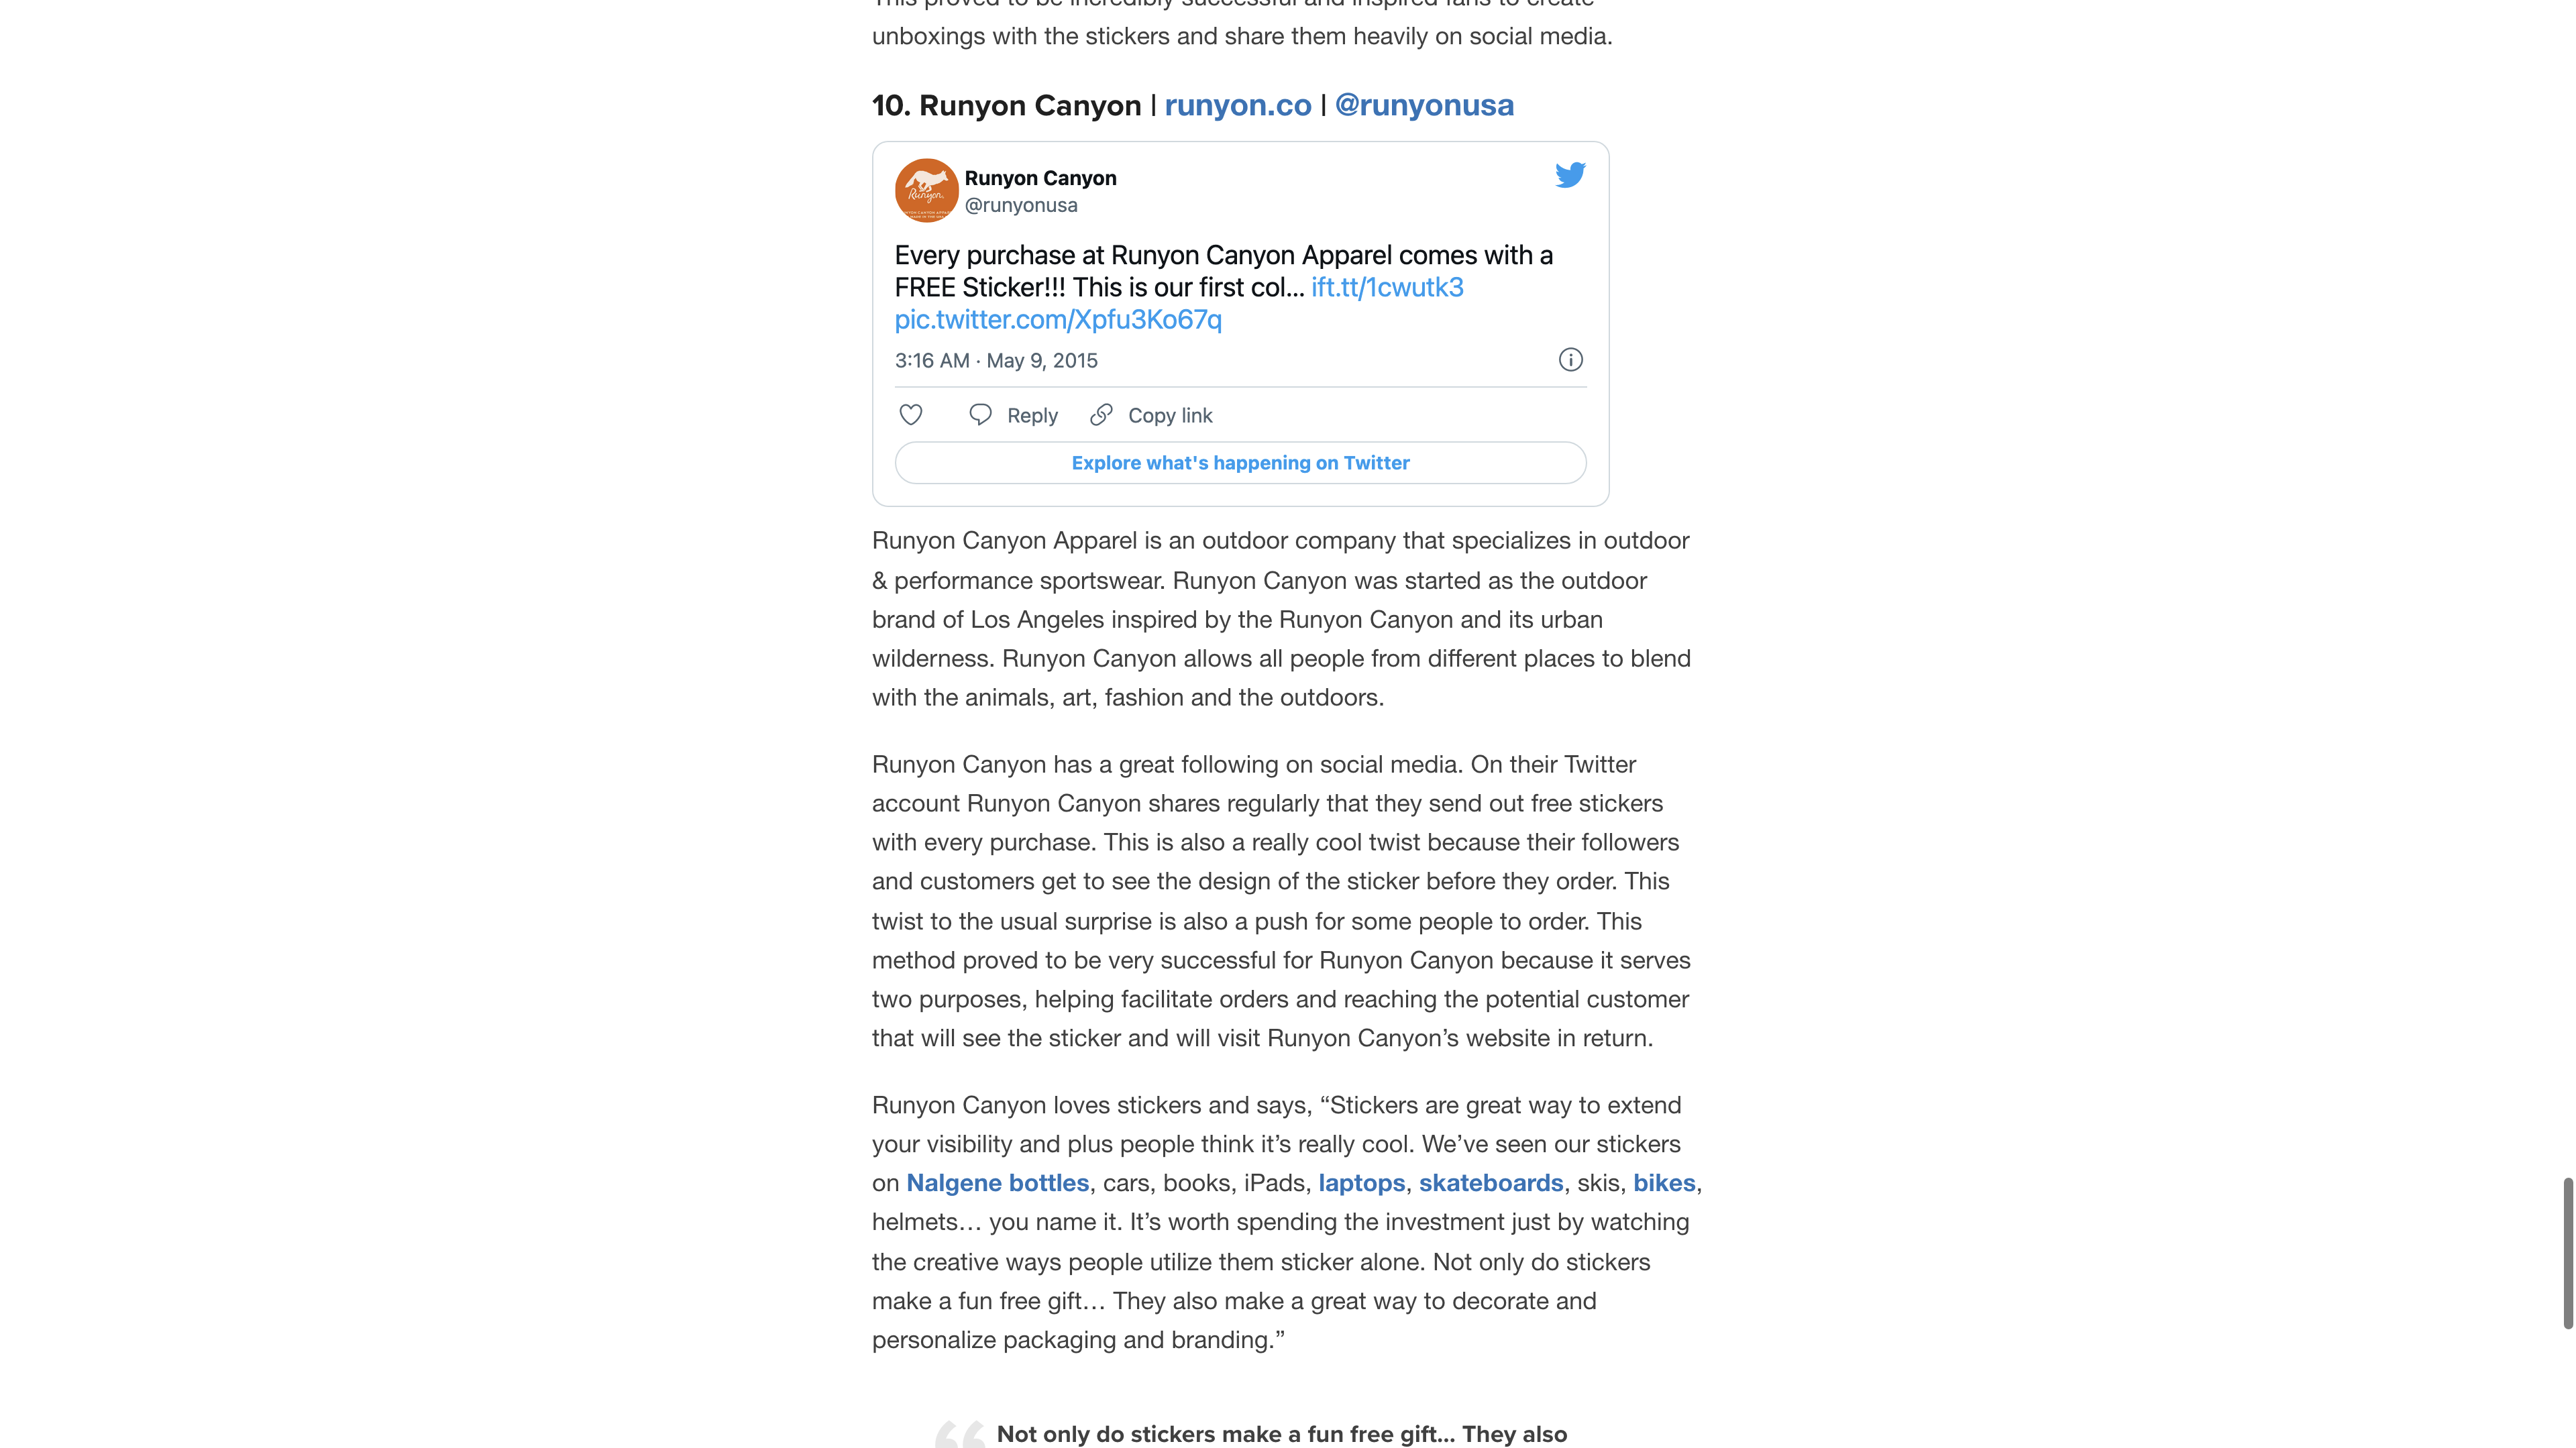 This proved to be incredibly successful and inspired fans to create
unboxings with the stickers and share them heavily on social media.
10. Runyon Canyon | runyon.co | @runyonusa
Runyon.
Runyon Canyon
@runyonusa
Every purchase at Runyon Canyon Apparel comes with a
FREE Sticker!!! This is our first col... ift.tt/1cwutk3
pic.twitter.com/Xpfu3Ko67q
3:16 AM · May 9, 2015
Reply Copy link
Explore what's happening on Twitter
Runyon Canyon Apparel is an outdoor company that specializes in outdoor
& performance sportswear. Runyon Canyon was started as the outdoor
brand of Los Angeles inspired by the Runyon Canyon and its urban
wilderness. Runyon Canyon allows all people from different places to blend
with the animals, art, fashion and the outdoors.
Runyon Canyon has a great following on social media. On their Twitter
account Runyon Canyon shares regularly that they send out free stickers
with every purchase. This is also a really cool twist because their followers
and customers get to see the design of the sticker before they order. This
twist to the usual surprise is also a push for some people to order. This
method proved to be very successful for Runyon Canyon because it serves
two purposes, helping facilitate orders and reaching the potential customer
that will see the sticker and will visit Runyon Canyon’s website in return.
Runyon Canyon loves stickers and says, “Stickers are great way to extend
your visibility and plus people think it’s really cool. We’ve seen our stickers
on Nalgene bottles, cars, books, iPads, laptops, skateboards, skis, bikes,
helmets… you name it. It’s worth spending the investment just by watching
the creative ways people utilize them sticker alone. Not only do stickers
make a fun free gift… They also make a great way to decorate and
personalize packaging and branding.”
“ Not only do stickers make a fun free gift... They also